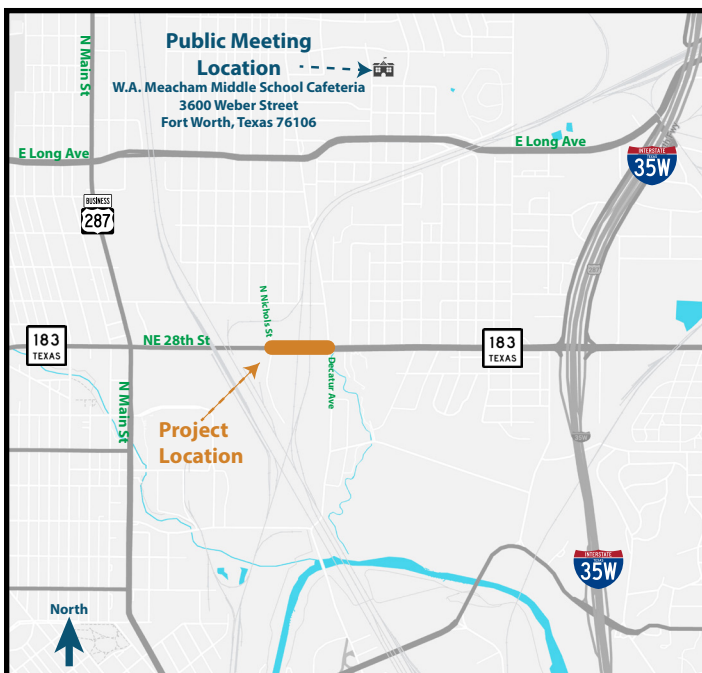 N Main St
Public Meeting
Location
W.A. Meacham Middle School Cafeteria
3600 Weber Street
Fort Worth, Texas 76106
E Long Ave
E Long Ave
INTERSTATE
35W
BUSINESS
287
N Nichols St
183
TEXAS
NE 28th St
183
TEXAS
Decatur Ave
N Main St
Project
Location
INTERSTATE
35W
North